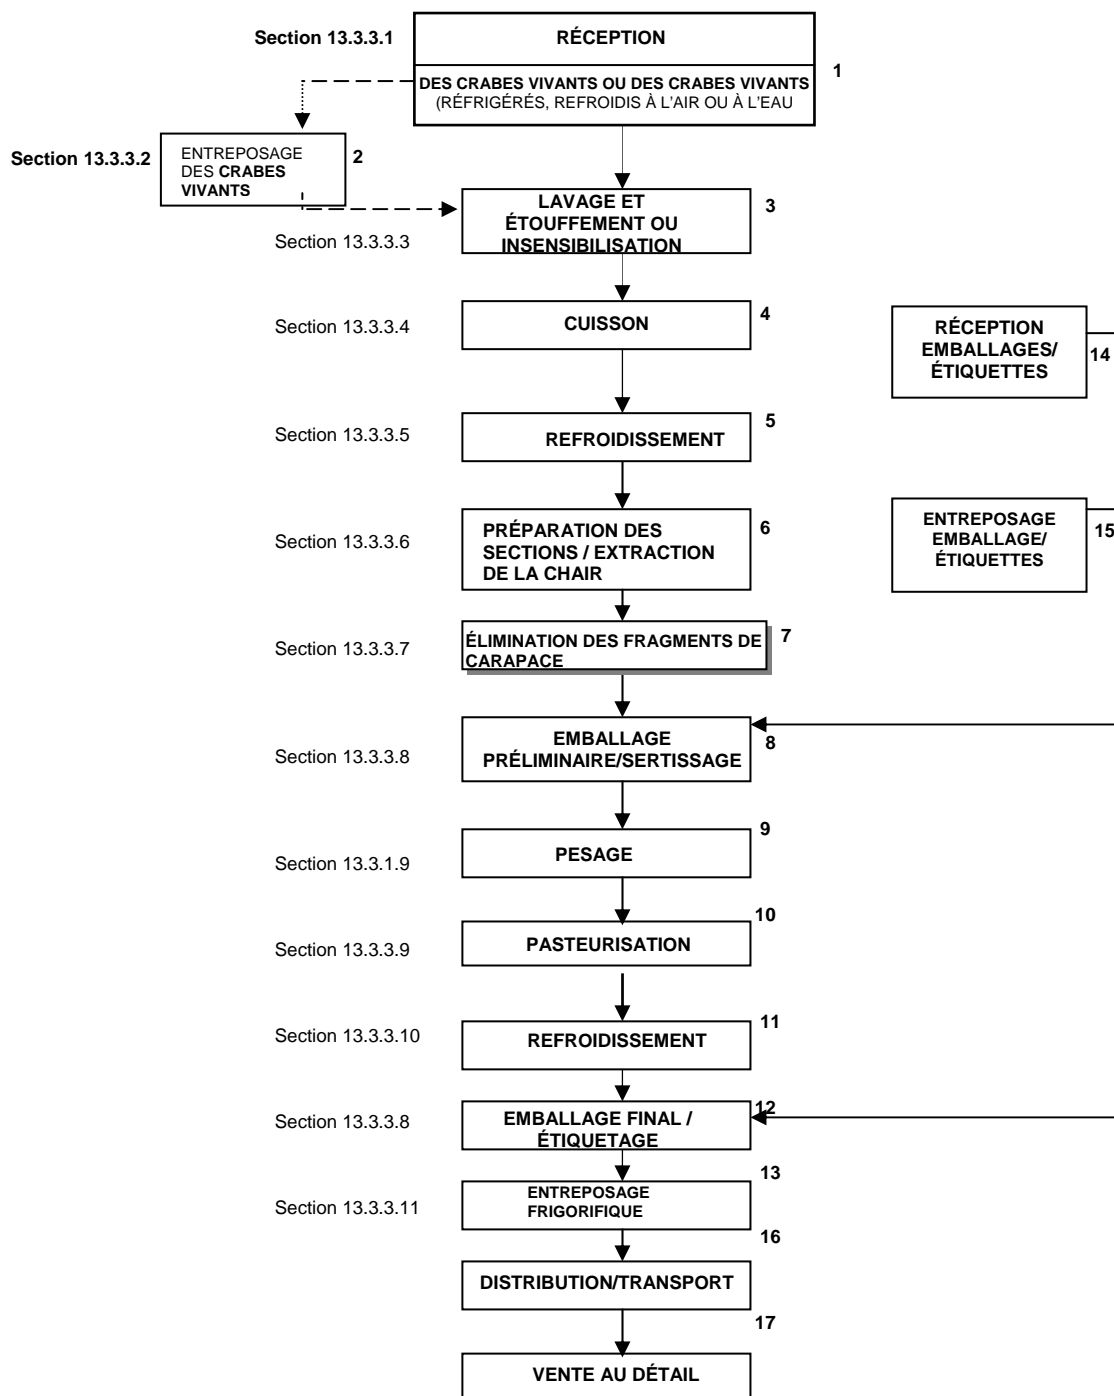 Section 13.3.3.1
RÉCEPTION
1
DES CRABES VIVANTS OU DES CRABES VIVANTS
(RÉFRIGÉRÉS, REFROIDIS À L'AIR OU À L'EAU
Section 13.3.3.2
ENTREPOSAGE
DES CRABES
VIVANTS
2
LAVAGE ET
ÉTOUFFEMENT OU
INSENSIBILISATION
3
Section 13.3.3.3
CUISSON
4
Section 13.3.3.4
RÉCEPTION
EMBALLAGES/
ÉTIQUETTES
14
REFROIDISSEMENT
5
Section 13.3.3.5
PRÉPARATION DES
SECTIONS / EXTRACTION
DE LA CHAIR
6
Section 13.3.3.6
ENTREPOSAGE
EMBALLAGE/
ÉTIQUETTES
15
ÉLIMINATION DES FRAGMENTS DE
CARAPACE
7
Section 13.3.3.7
EMBALLAGE
PRÉLIMINAIRE/SERTISSAGE
8
Section 13.3.3.8
9
PESAGE
Section 13.3.1.9
10
PASTEURISATION
Section 13.3.3.9
11
REFROIDISSEMENT
Section 13.3.3.10
12
EMBALLAGE FINAL /
ÉTIQUETAGE
Section 13.3.3.8
13
ENTREPOSAGE
FRIGORIFIQUE
Section 13.3.3.11
16
DISTRIBUTION/TRANSPORT
17
VENTE AU DÉTAIL